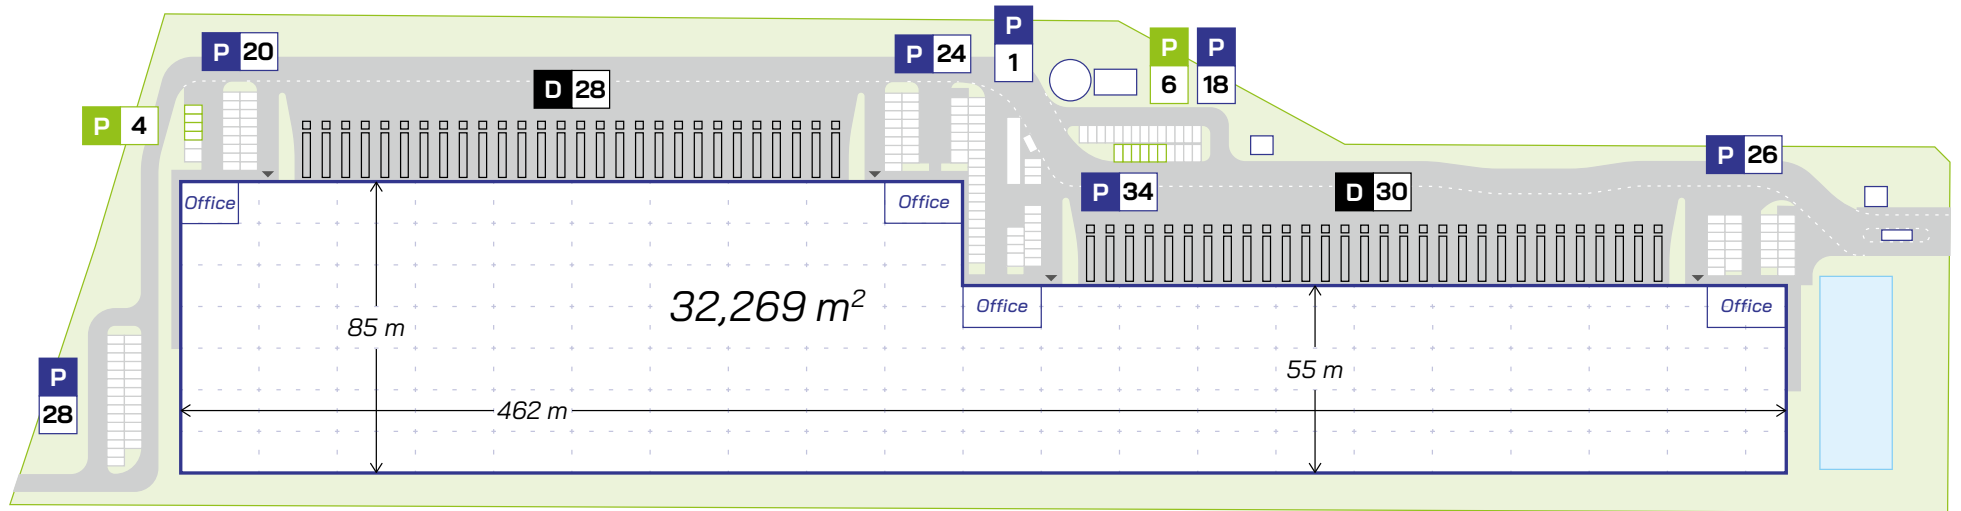 P 20
P 24
P
1
P
6
P
18
D 28
P 4
P 26
P 34
D 30
Office
Office
32,269 m²
Office
Office
85 m
55 m
P
28
462 m